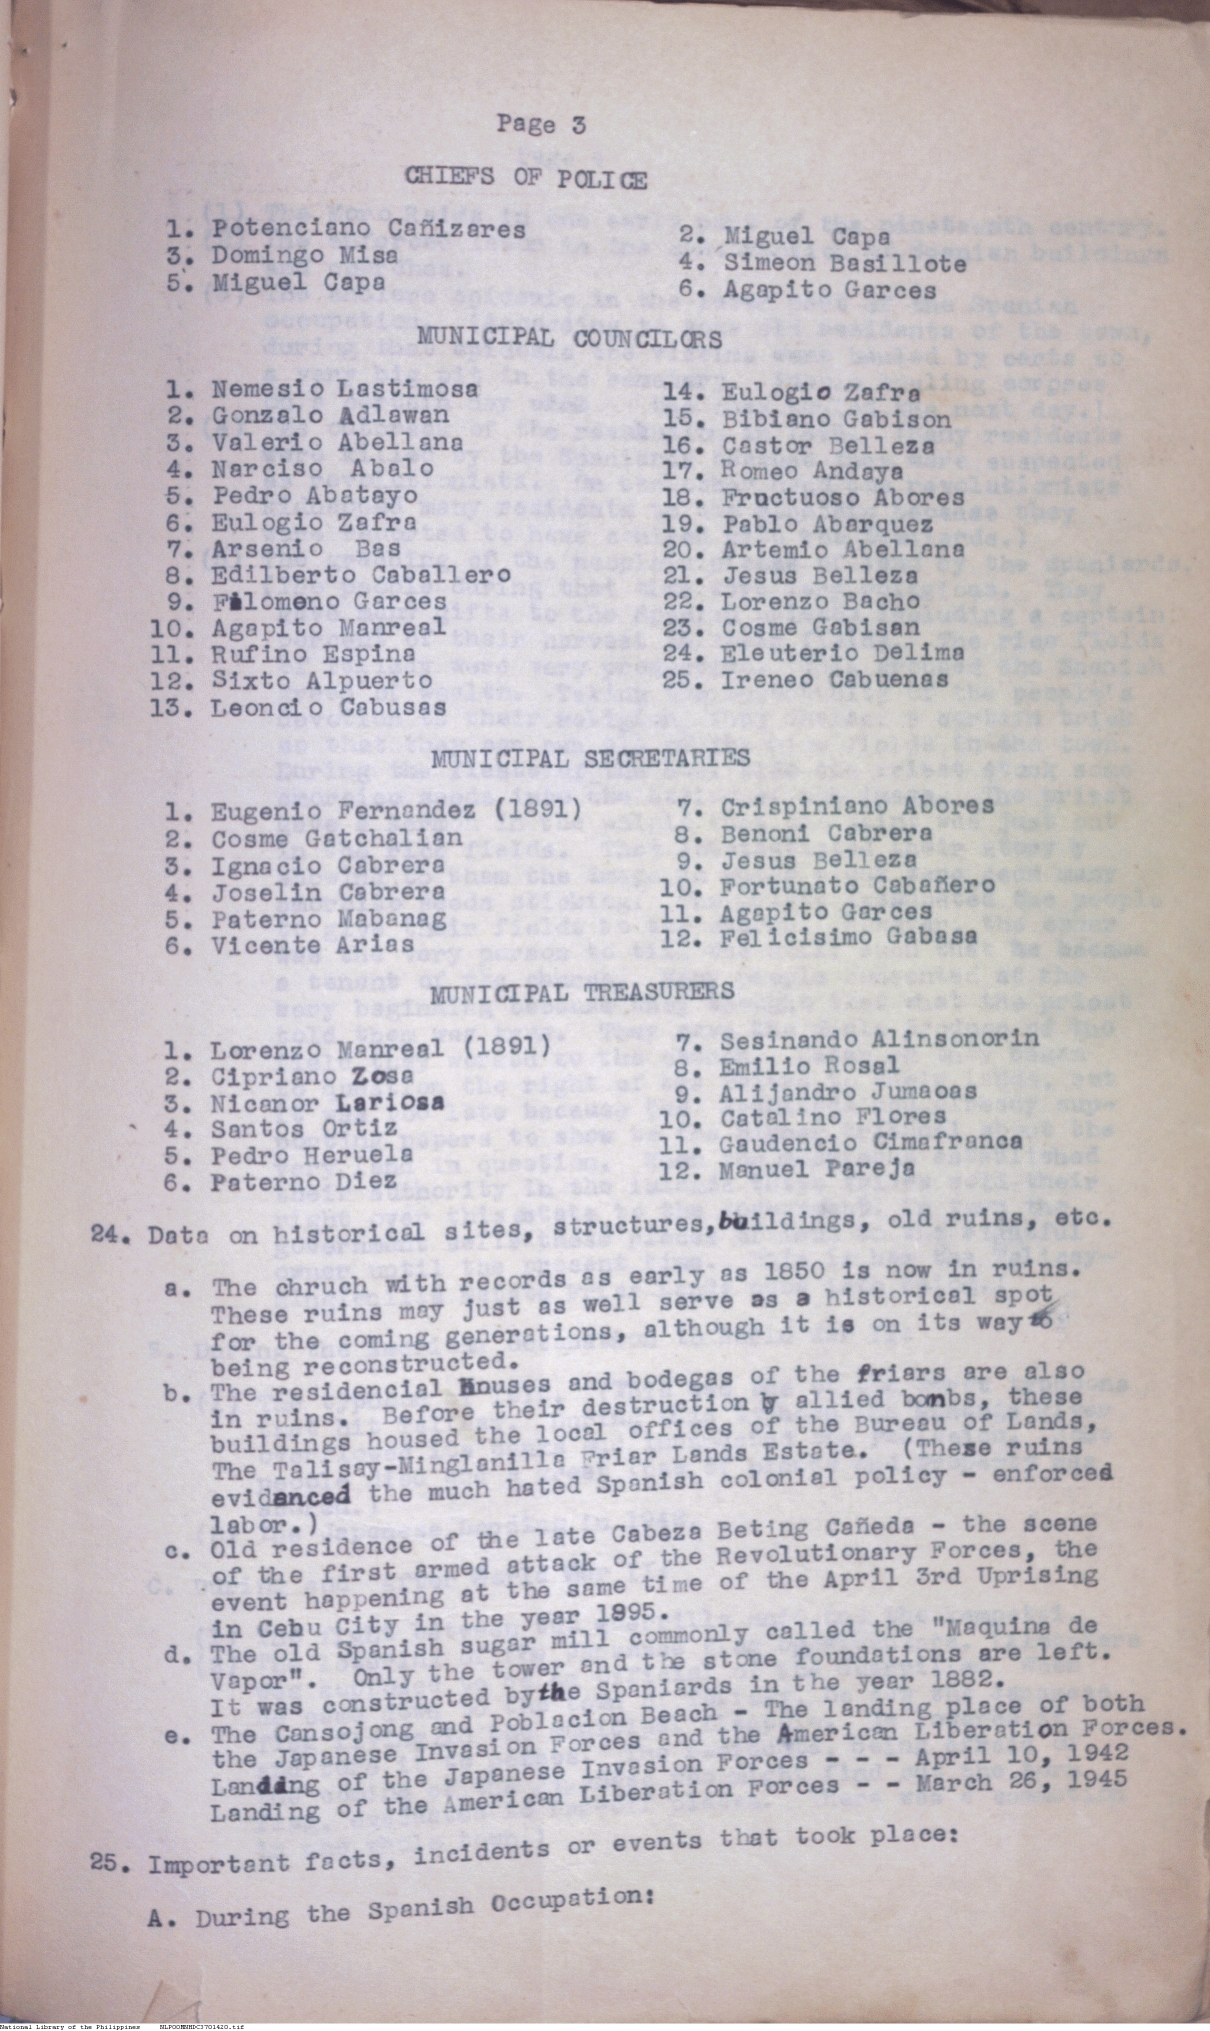 Page 3
CHIEFS OF POLICE
1. Potenciano Cañizares
2. Miguel Capa
3. Domingo Misa
4. Simeon Basillote
5. Miguel Capa
6. Agapito Garces
MUNICIPAL COUNCILORS
1. Nemesio Lastimosa
2. Gonzalo Adlawan
3. Valerio Abellana
4. Narciso Abalo
5. Pedro Abatayo
6. Eulogio Zafra
7. Arsenio Bas
8. Edilberto Caballero
9. Filomeno Garces
10. Agapito Manreal
11. Rufino Espina
12. Sixto Alpuerto
13. Leoncio Cabusas
14. Eulogio Zafra
15. Bibiano Gabison
16. Castor Belleza
17. Romeo Andaya
18. Fructuoso Abores
19. Pablo Abarquez
20. Artemio Abellana
21. Jesus Belleza
22. Lorenzo Bacho
23. Cosme Gabisan
24. Eleuterio Delima
25. Ireneo Cabuenas
MUNICIPAL SECRETARIES
1. Eugenio Fernandez (1891)
2. Cosme Gatchalian
3. Ignacio Cabrera
4. Joselin Cabrera
5. Paterno Mabanag
6. Vicente Arias
7. Crispiniano Abores
8. Benoni Cabrera
9. Jesus Belleza
10. Fortunato Cabañero
11. Agapito Garces
12. Felicisimo Gabasa
MUNICIPAL TREASURERS
1. Lorenzo Manreal (1891)
2. Cipriano Zosa
3. Nicanor Lariosa
4. Santos Ortiz
5. Pedro Heruela
6. Paterno Diez
7. Sesinando Alinsonorin
8. Emilio Rosal
9. Alijandro Jumaoas
10. Catalino Flores
11. Gaudencio Cimafranca
12. Manuel Pareja
24. Data on historical sites, structures,buildings, old ruins, etc.
a. The chruch with records as early as 1850 is now in ruins.
These ruins may just as well serve as a historical spot
for the coming generations, although it is on its way to
being reconstructed.
b. The residencial houses and bodegas of the friars are also
in ruins. Before their destruction by allied bombs, these
buildings housed the local offices of the Bureau of Lands,
The Talisay-Minglanilla Friar Lands Estate. (These ruins
evidanced the much hated Spanish colonial policy - enforced
labor.)
c. Old residence of the late Cabeza Beting Cañeda - the scene
of the first armed attack of the Revolutionary Forces, the
event happening at the same time of the April 3rd Uprising
in Cebu City in the year 1895.
d. The old Spanish sugar mill commonly called the "Maquina de
Vapor". Only the tower and the stone foundations are left.
It was constructed bythe Spaniards in the year 1882.
e. The Cansojong and Poblacion Beach - The landing place of both
the Japanese Invasion Forces and the American Liberation Forces.
Landing of the Japanese Invasion Forces - - - April 10, 1942
Landing of the American Liberation Forces - - March 26, 1945
25. Important facts, incidents or events that took place:
A. During the Spanish Occupation:
National Library of the Philippines NLPOOMNHDC3701420.tif